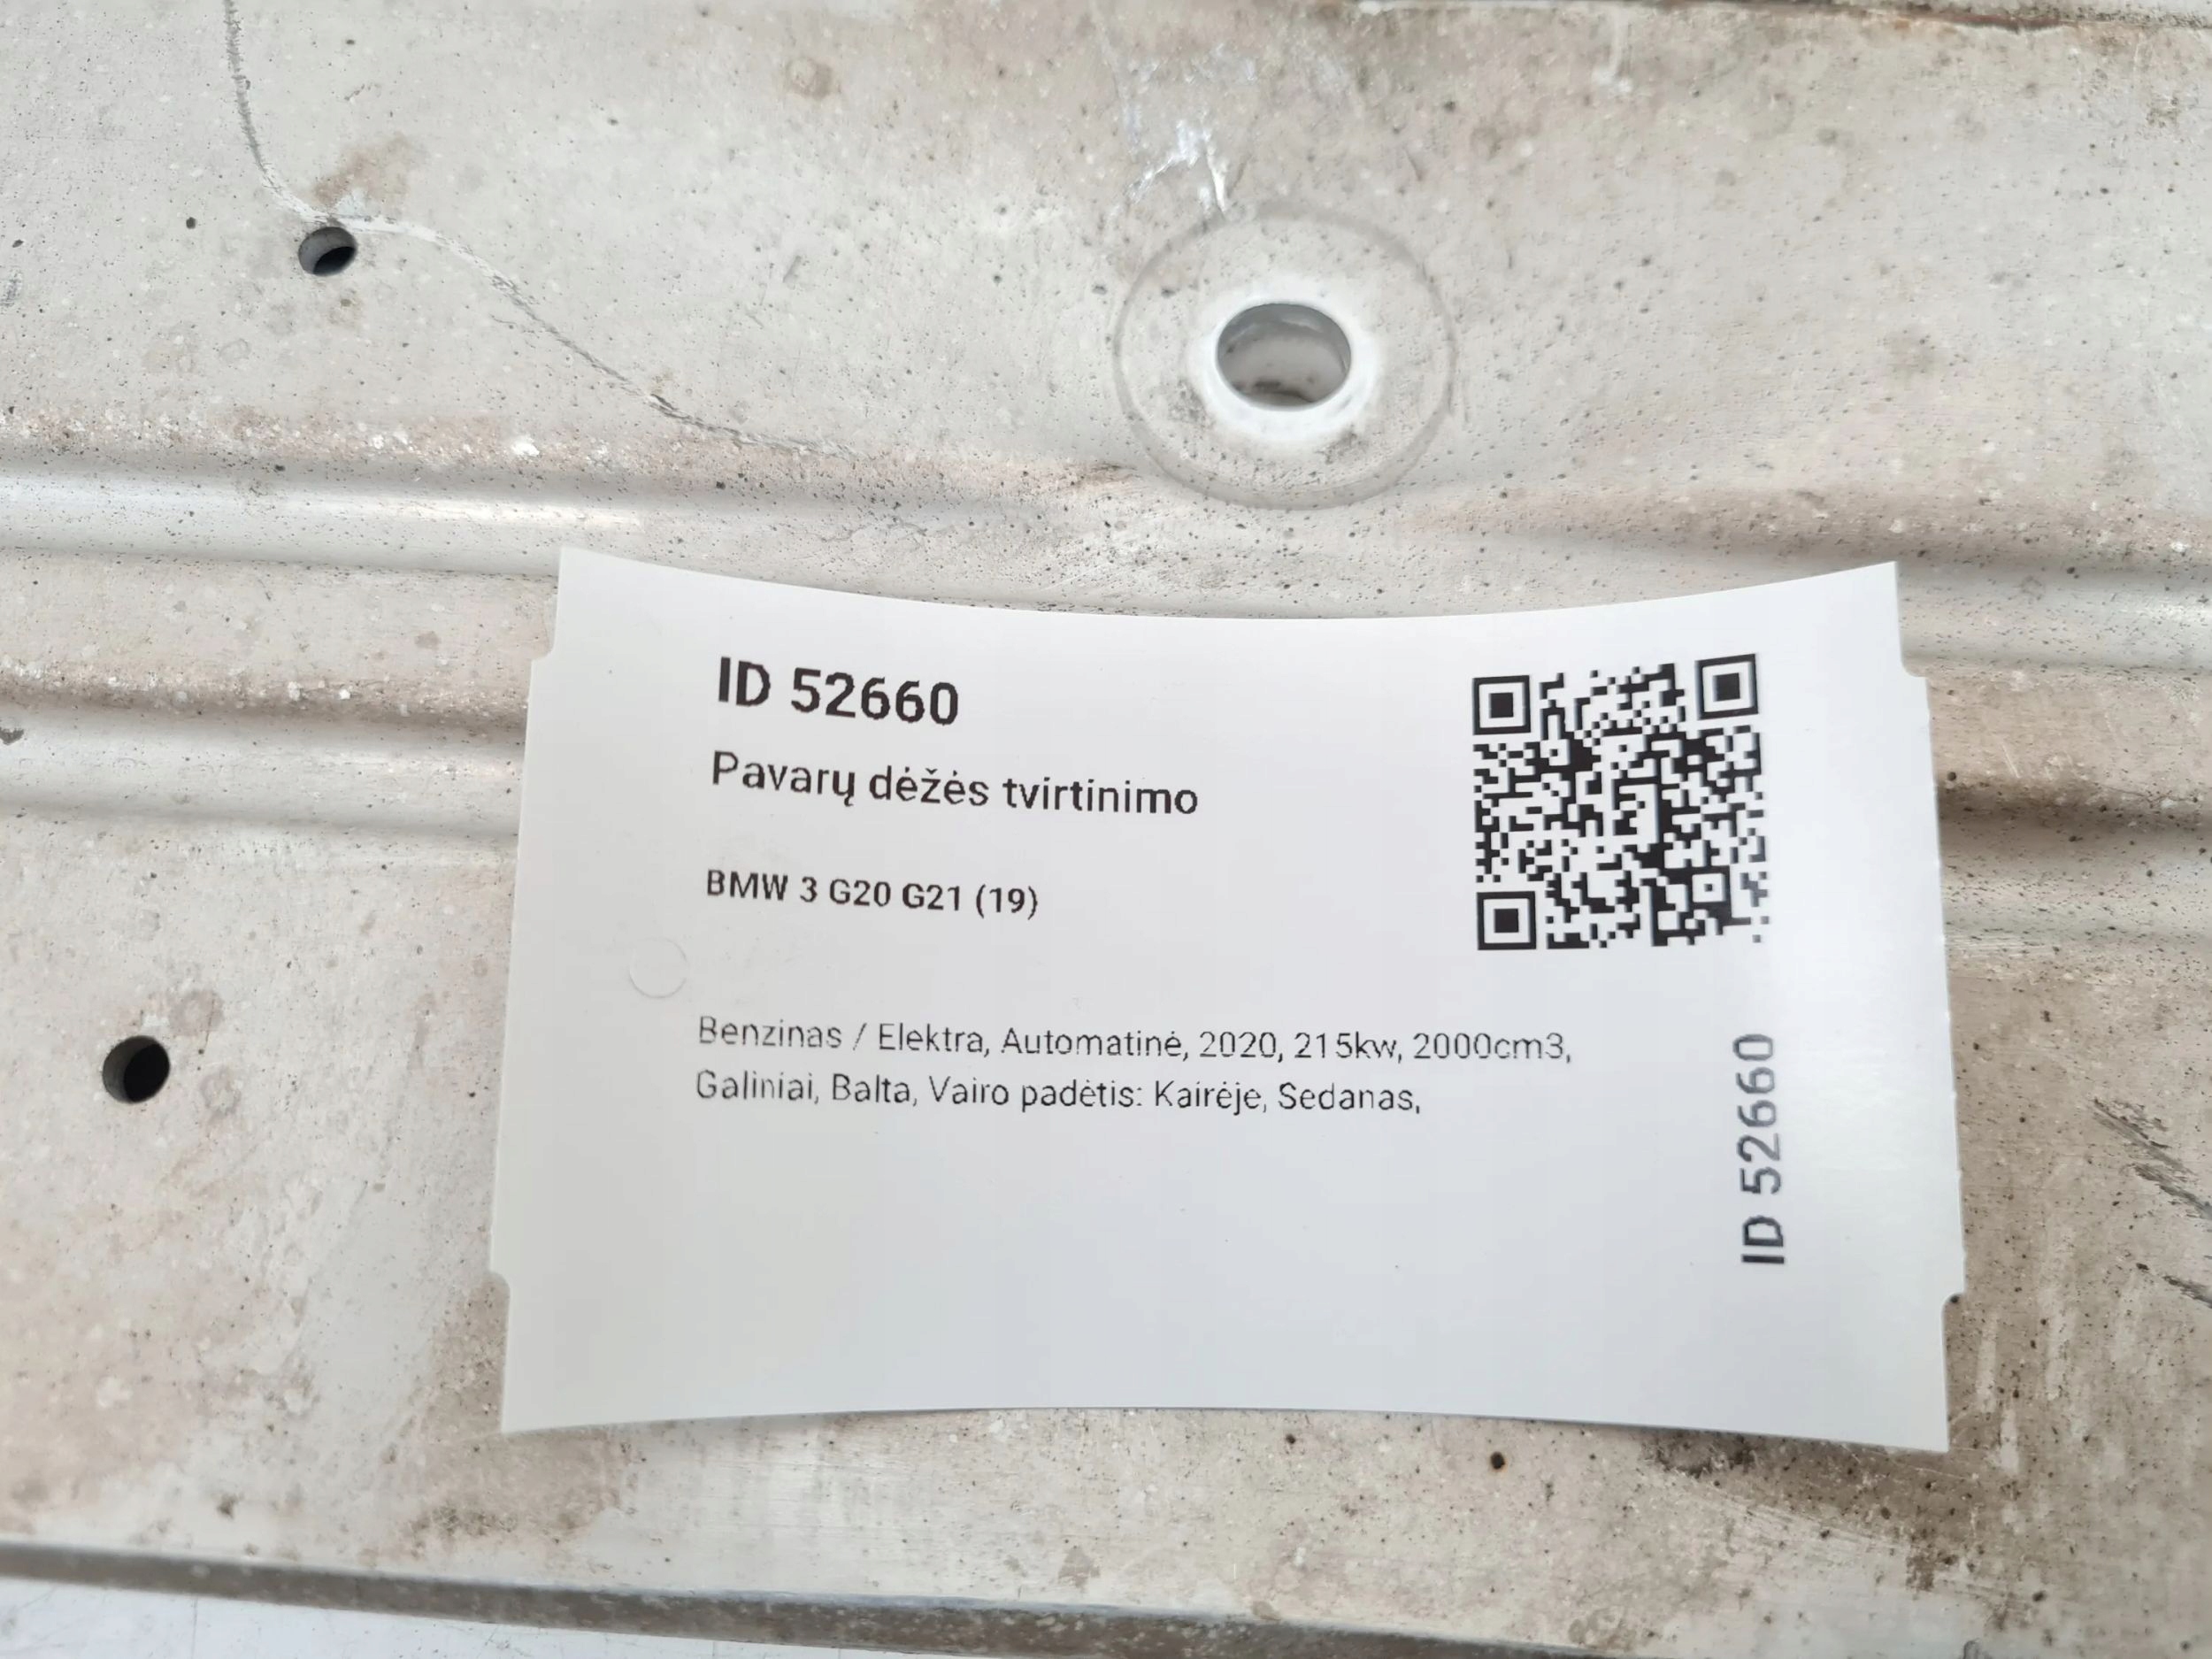 ID 52660
Pavarų dėžės tvirtinimo
BMW 3 G20 G21 (19)
Benzinas / Elektra, Automatinė, 2020, 215kw, 2000cm3,
Galiniai, Balta, Vairo padėtis: Kairėje, Sedanas,
ID 52660